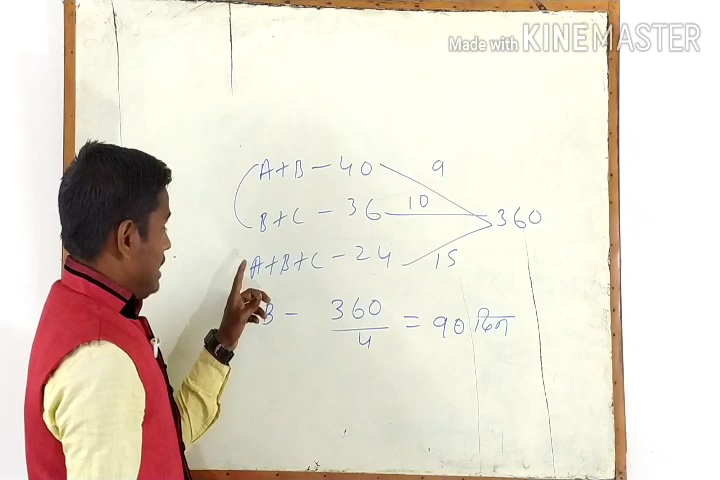 Made with KINEMASTER
A+B - 40 9
B+C - 36 10 360
A+B+C - 24 15
B - 360/4 = 90 दिन